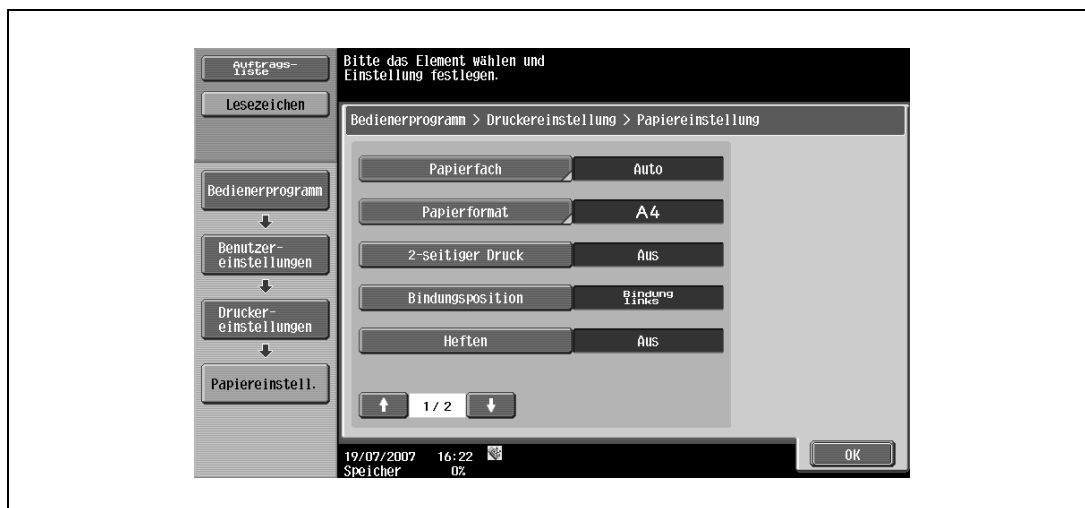 Auftrags-
liste
Lesezeichen
Bedienerprogramm
Benutzer-
einstellungen
Drucker-
einstellungen
Papiereinstell.
Bitte das Element wählen und
Einstellung festlegen.
Bedienerprogramm > Druckereinstellung > Papiereinstellung
Papierfach Auto
Papierformat A4
2-seitiger Druck Aus
Bindungsposition Bindung
links
Heften Aus
1/ 2
19/07/2007 16:22
Speicher 0%
OK